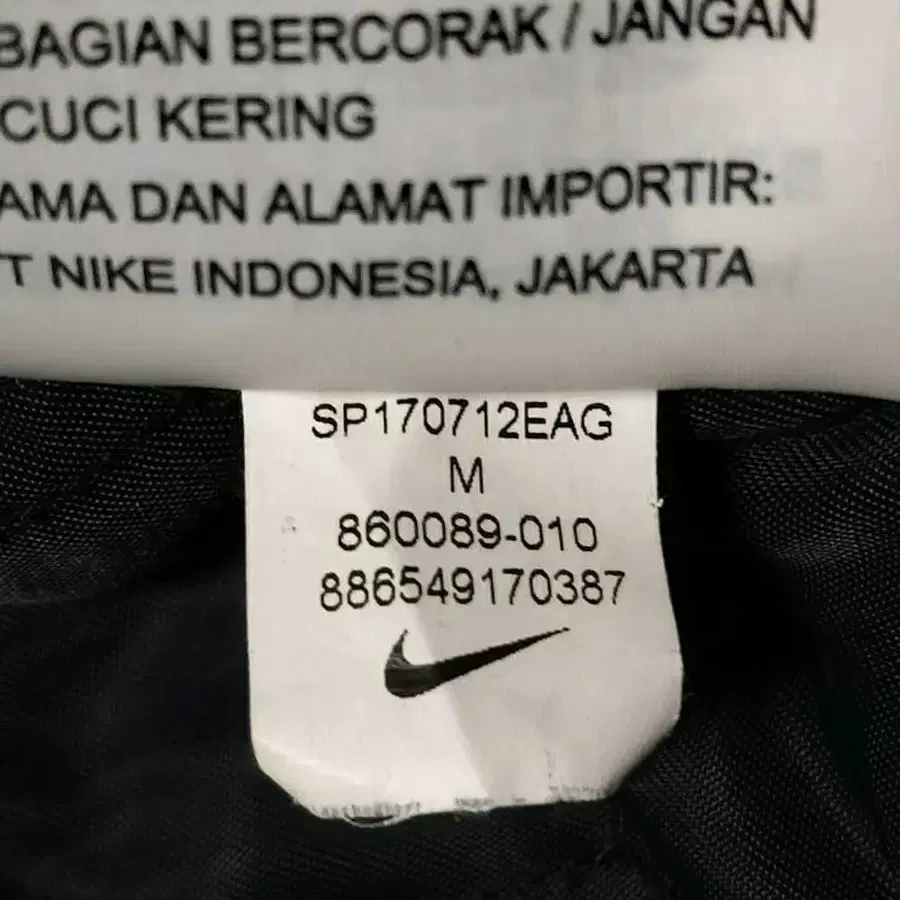 BAGIAN BERCORAK / JANGAN
CUCI KERING
AMA DAN ALAMAT IMPORTIR:
T NIKE INDONESIA, JAKARTA
SP170712EAG
M
860089-010
886549170387